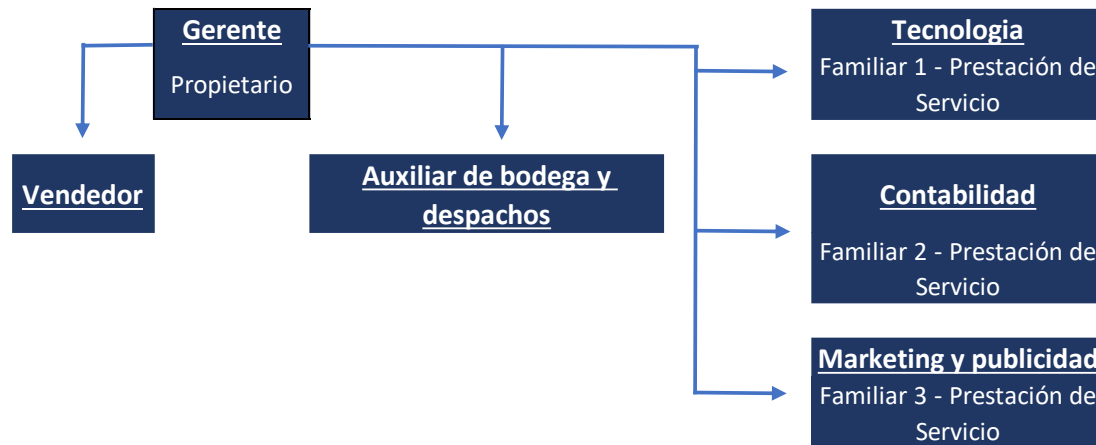 Gerente
Propietario
Vendedor
Auxiliar de bodega y
despachos
Tecnologia
Familiar 1 - Prestación de
Servicio
Contabilidad
Familiar 2 - Prestación de
Servicio
Marketing y publicidad
Familiar 3 - Prestación de
Servicio